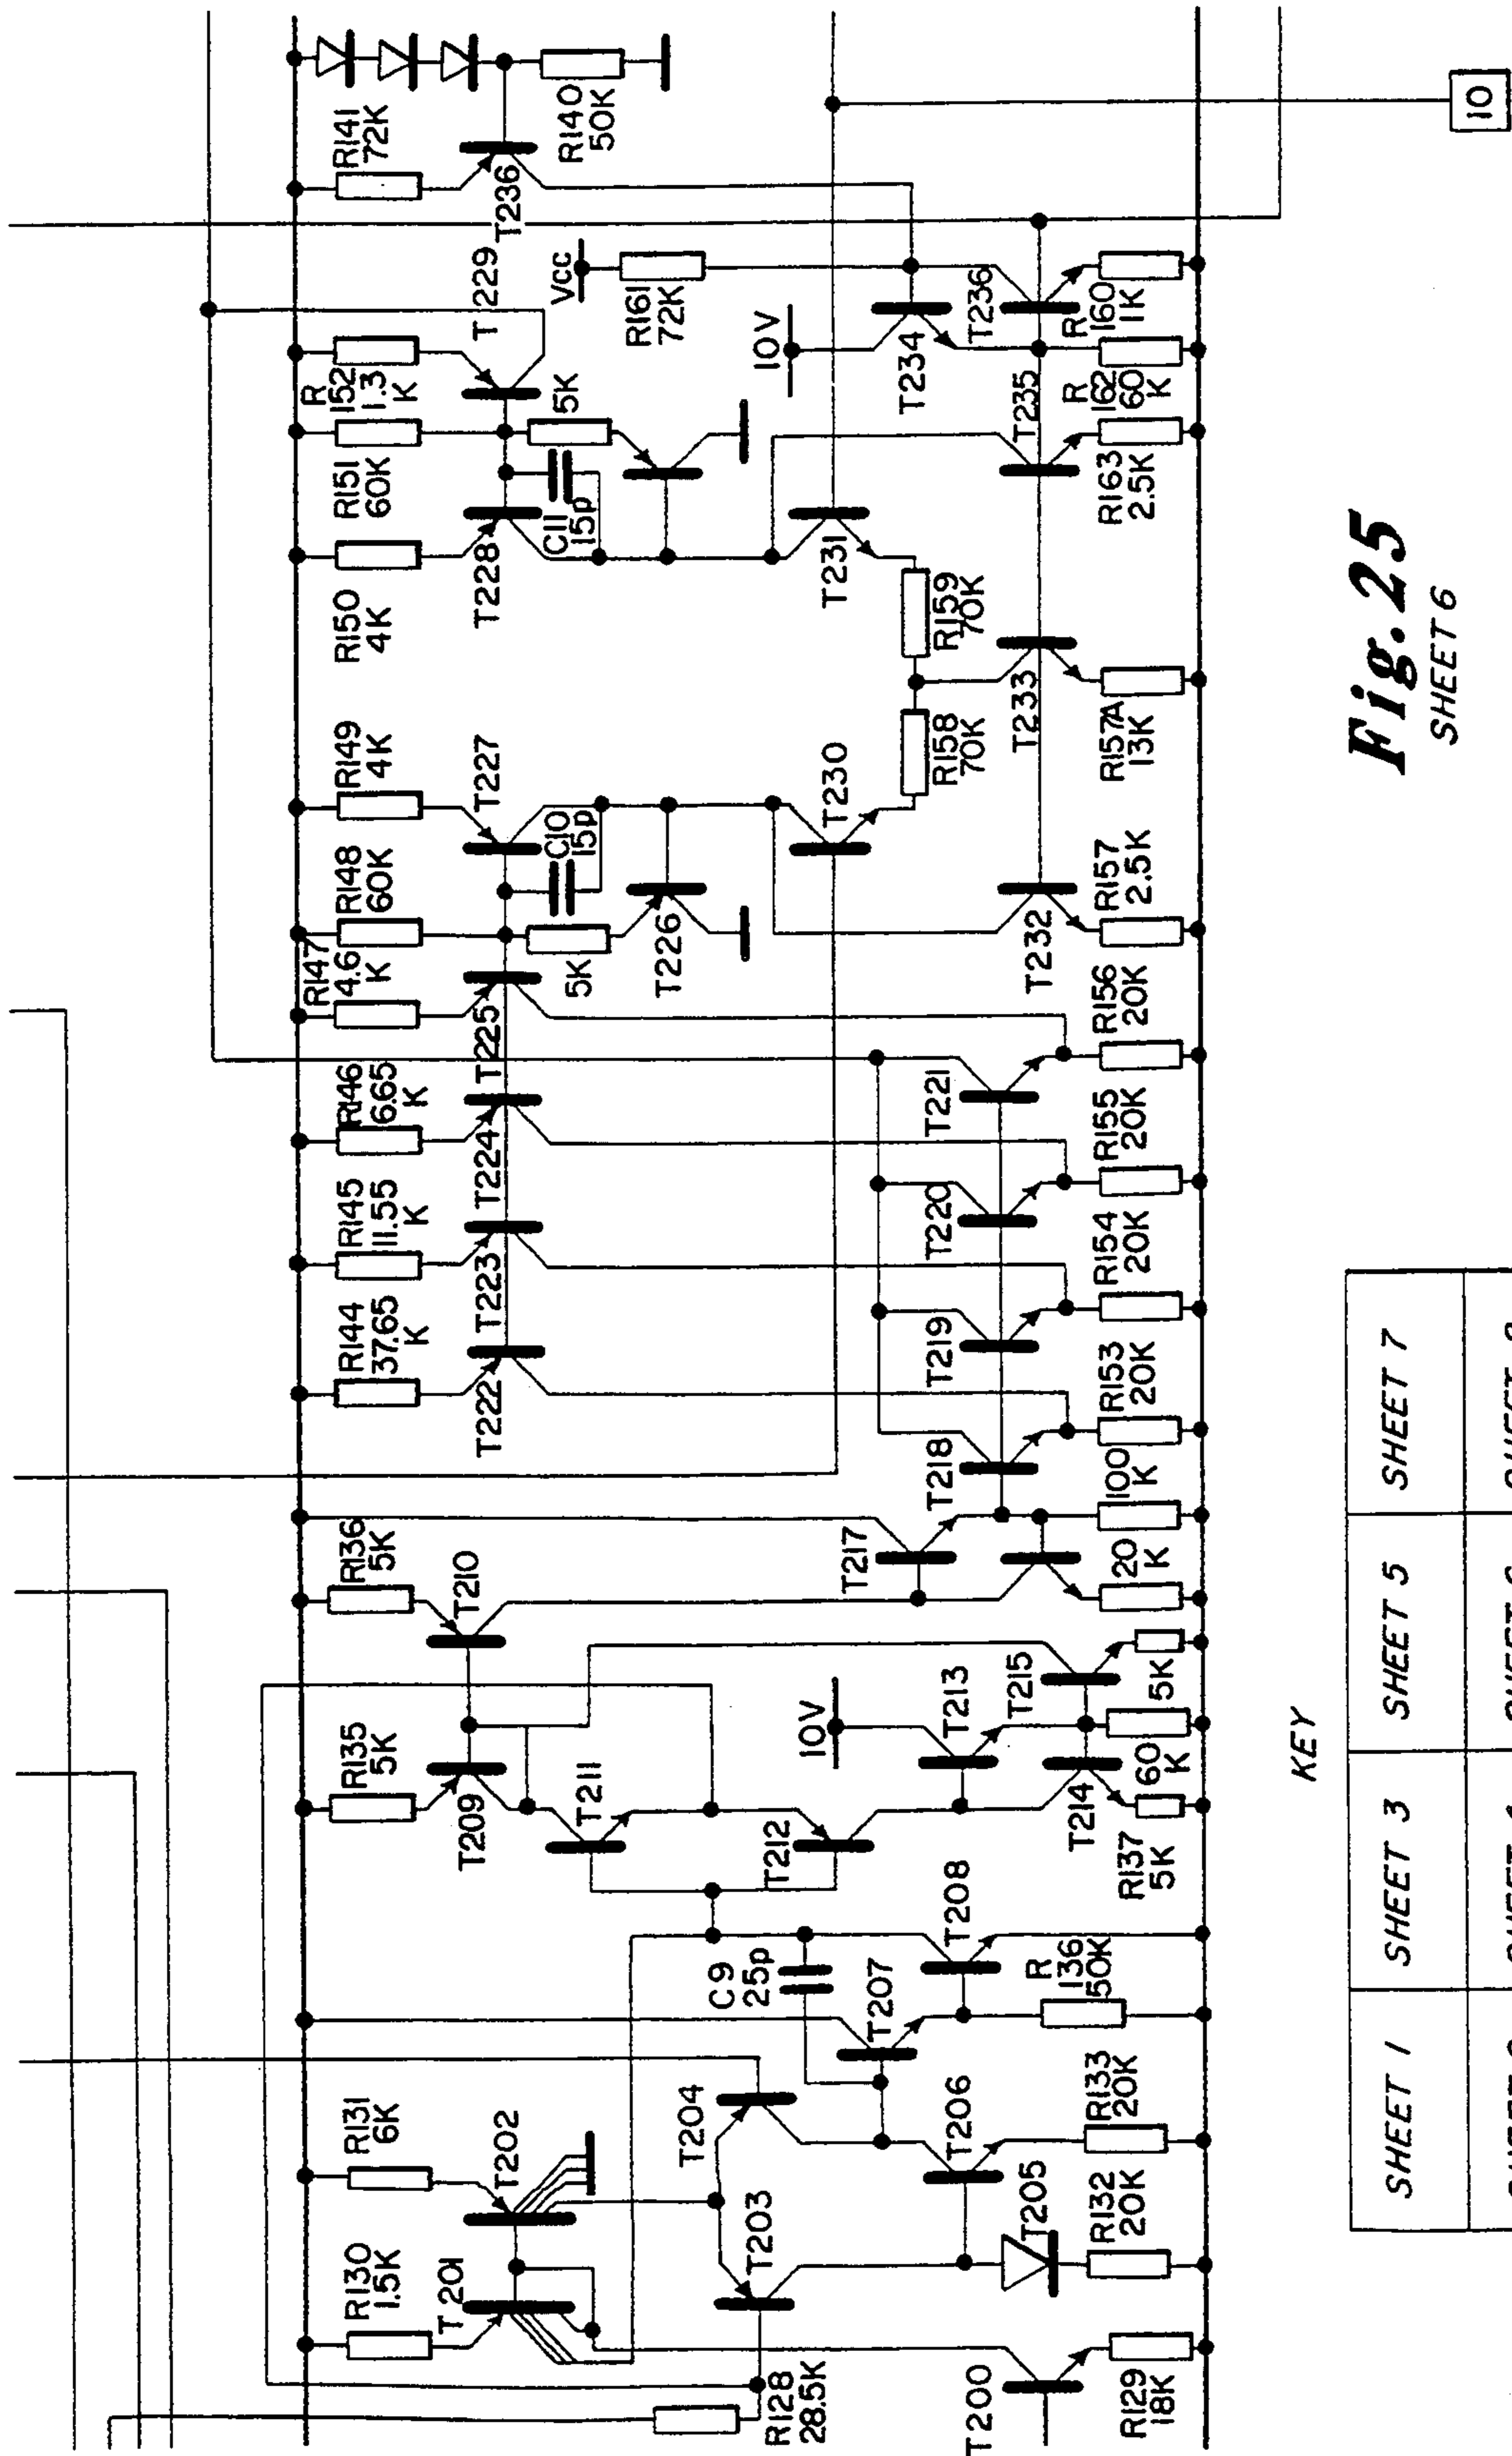 R130
1.5K
R131
6K
R135
5K
R136
5K
R144
37.65
K
R145
11.55
K
R146
6.65
K
R147
4.6
K
R148
60K
R149
4K
R150
4K
R151
60K
R
152
1.3
K
R141
72K
T201
T202
T209
T210
T222
T223
T224
T225
T227
T228
T229
T236
C10
15p
C11
15p
5K
5K
R140
50K
VCC
T211
T226
R161
72K
R128
28.5K
T203
T204
C9
25p
T212
10V
T230
T231
10V
T207
T208
T213
T217
T234
T200
T206
T218
T219
T220
T221
R158
70K
R159
70K
T236
T205
T214
T215
T232
T233
T235
R129
18K
R132
20K
R133
20K
R
136
50K
R137
5K
60
K
5K
20
K
100
K
R153
20K
R154
20K
R155
20K
R156
20K
R157
2.5K
R157A
13K
R163
2.5K
R
162
60
K
R
160
1K
KEY
SHEET 1 SHEET 3 SHEET 5 SHEET 7
Fig. 25
SHEET 6
10